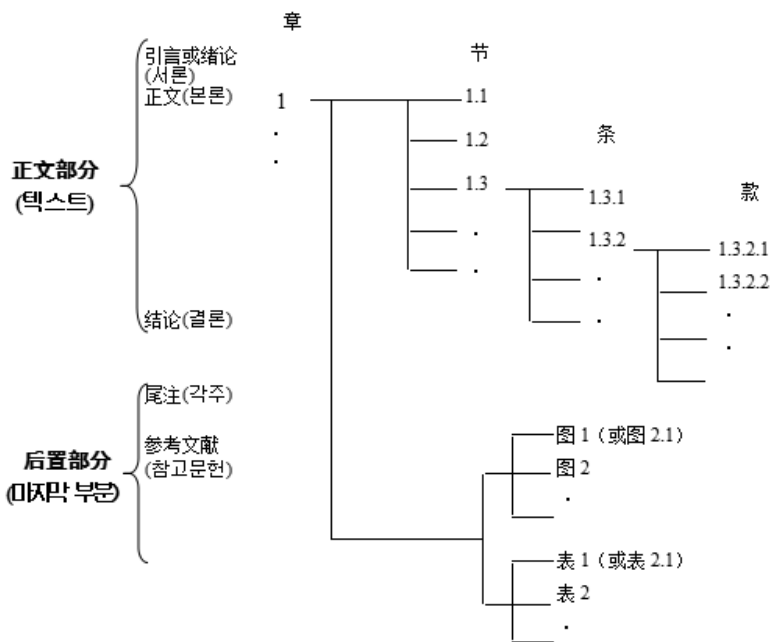 章
引言或绪论
(서론)
正文(본론)
正文部分
(텍스트)
结论(결론)
1
.
.
节
1.1
1.2
1.3
.
.
条
1.3.1
1.3.2
.
.
款
1.3.2.1
1.3.2.2
.
.
尾注(각주)
参考文献
(참고문헌)
后置部分
(마지막 부분)
图 1（或图 2.1）
图 2
.
表 1（或表 2.1）
表 2
.